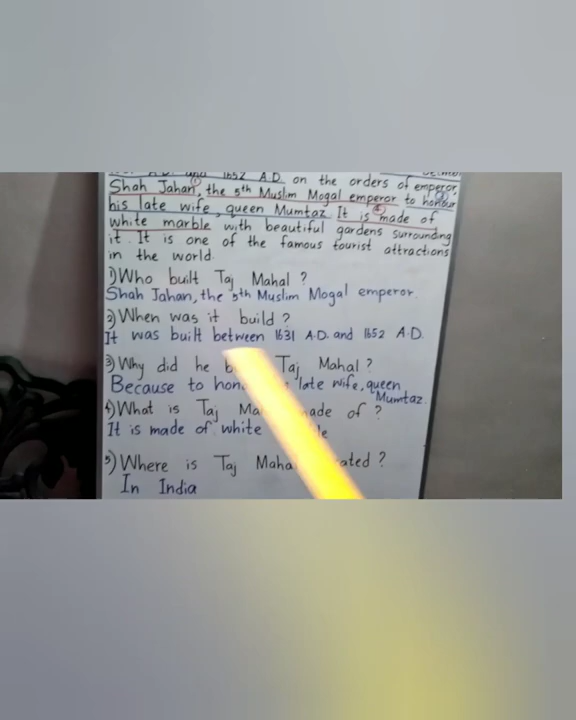 and 1652 A.D. on the orders of emperor
Shah Jahan, the 5th Muslim Mogal emperor to honour
his late wife, queen Mumtaz. It is made of
white marble with beautiful gardens surrounding
it. It is one of the famous tourist attractions
in the world.
1) Who built Taj Mahal ?
Shah Jahan, the 5th Muslim Mogal emperor.
2) When was it build ?
It was built between 1631 A.D. and 1652 A.D.
3) Why did he Taj Mahal ?
Because to late wife, queen
Mumtaz.
4) What is Taj made of ?
It is made of white
5) Where is Taj ?
In India